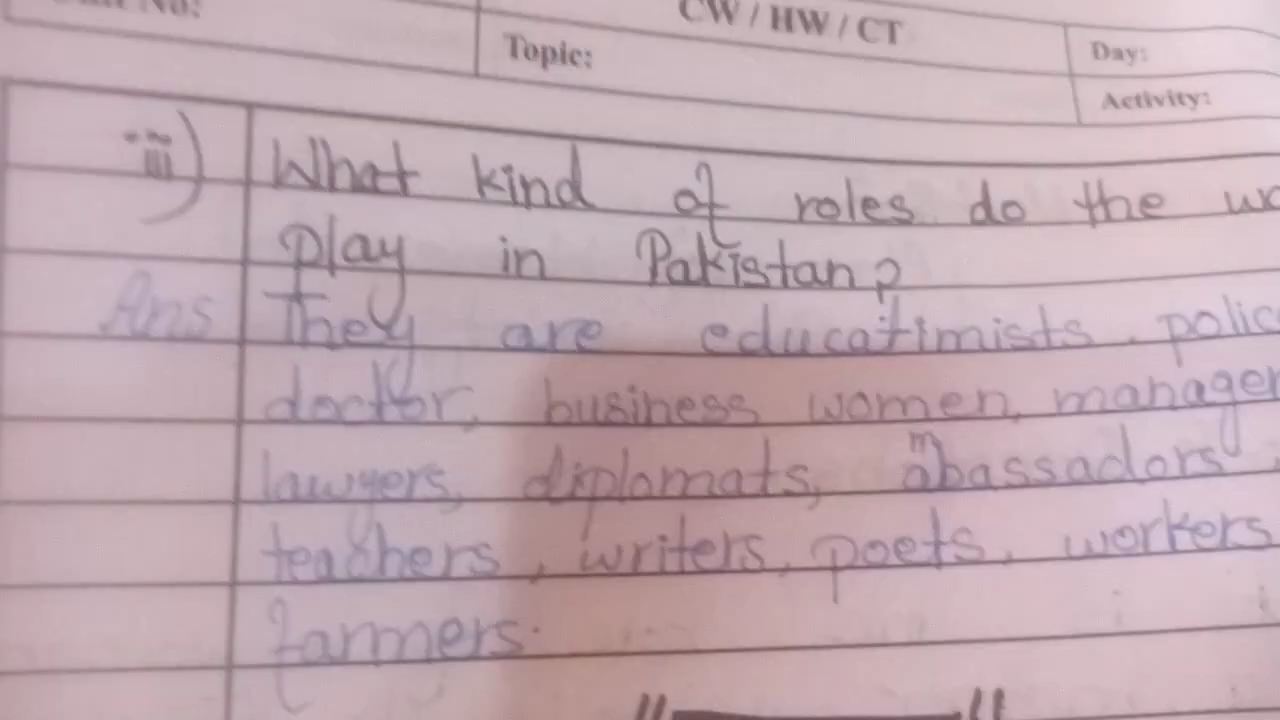 No:
CW / HW / CT
Topic:
Day:
Activity:
iii) What kind of roles do the
play in Pakistan?
Ans They are educatimists, polic
doctor, business women, manager
lawyers, diplomats, ambassadors
teachers, writers, poets, workers
farmers.